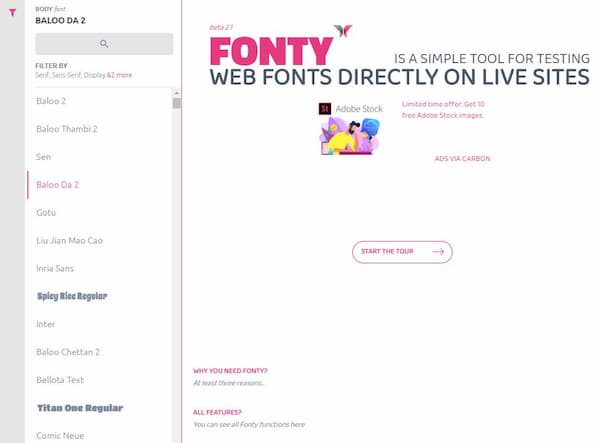 BODY font
BALOO DA 2
FILTER BY
Serif, Sans-Serif, Display &2 more
Baloo 2
Baloo Thambi 2
Sen
Baloo Da 2
Gotu
Liu Jian Mao Cao
Inria Sans
Spicy Rice Regular
Inter
Baloo Chettan 2
Bellota Text
Titan One Regular
Comic Neue
beta 2.1
FONTY
IS A SIMPLE TOOL FOR TESTING
WEB FONTS DIRECTLY ON LIVE SITES
St Adobe Stock
Limited time offer: Get 10
free Adobe Stock images.
ADS VIA CARBON
START THE TOUR
WHY YOU NEED FONTY?
At least three reasons..
ALL FEATURES?
You can see all Fonty functions here